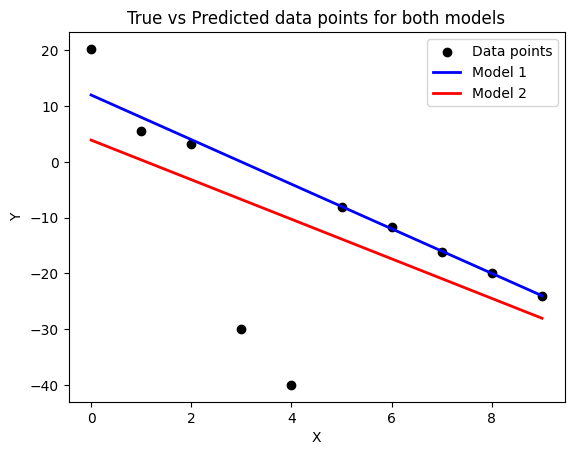 True vs Predicted data points for both models
Data points
Model 1
Model 2
Y
20
10
0
−10
−20
−30
−40
0
2
4
6
8
X